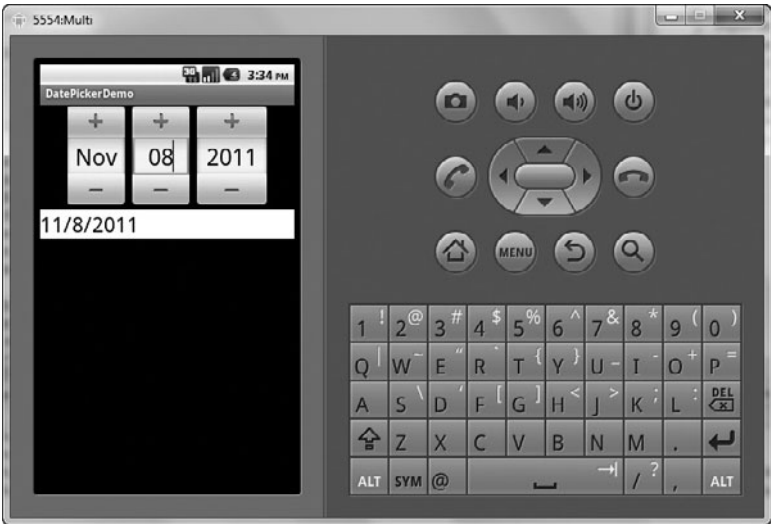 5554:Multi
3G 3:34 PM
DatePickerDemo
+ + +
Nov 08 2011
− − −
11/8/2011
MENU
1 ! 2 @ 3 # 4 $ 5 % 6 ^ 7 & 8 * 9 ( 0 )
Q | W ~ E " R ` T { Y } U - I - O + P =
A S \ D ' F [ G ] H < J > K ; L : DEL
Z X C V B N M .
ALT SYM @ / ? , ALT